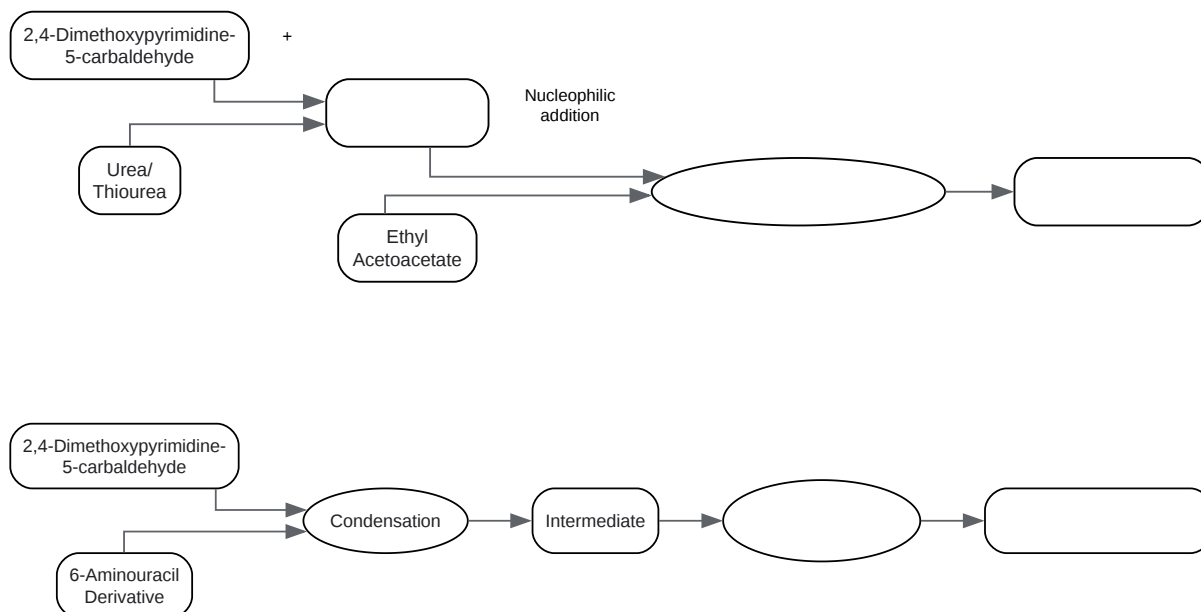 2,4-Dimethoxypyrimidine-
5-carbaldehyde
+
Nucleophilic
addition
Urea/
Thiourea
Ethyl
Acetoacetate
2,4-Dimethoxypyrimidine-
5-carbaldehyde
Condensation
Intermediate
6-Aminouracil
Derivative